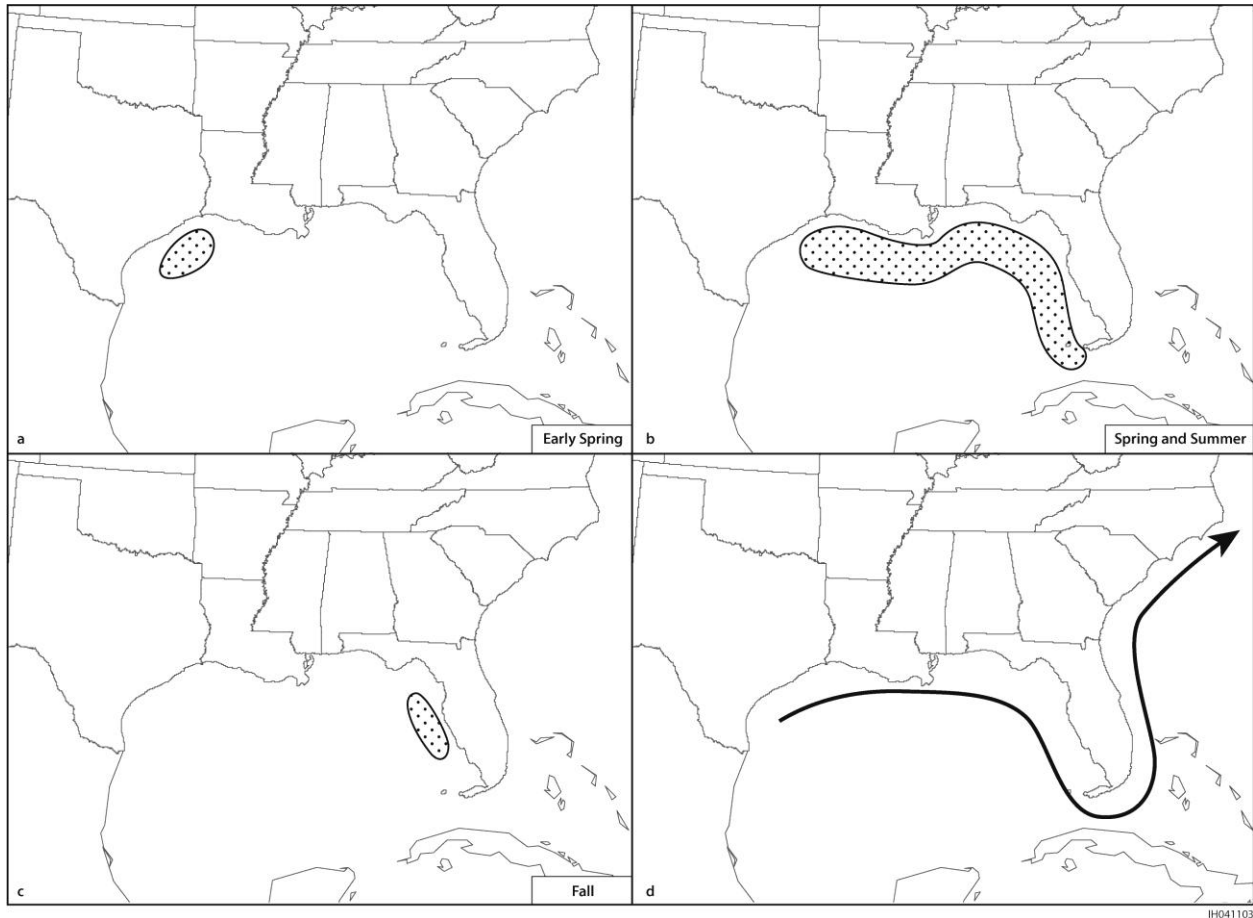 a
Early Spring
b
Spring and Summer
c
Fall
d
IH041103